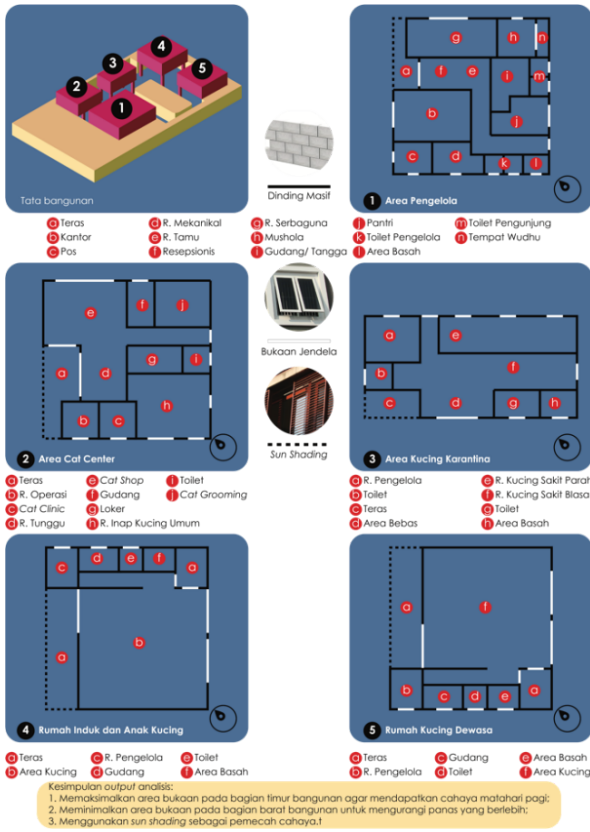 4
3
5
2
1
Tata bangunan
Dinding Masif
g
h
n
a
f
e
i
m
b
j
c
d
k
l
1 Area Pengelola
a Teras
b Kantor
c Pos
d R. Mekanikal
e R. Tamu
f Resepsionis
g R. Serbaguna
h Mushola
i Gudang/ Tangga
j Pantri
k Toilet Pengelola
l Area Basah
m Toilet Pengunjung
n Tempat Wudhu
e
f
j
a
d
g
i
b
c
h
2 Area Cat Center
Bukaan Jendela
Sun Shading
a
e
b
f
c
d
g
h
3 Area Kucing Karantina
a Teras
b R. Operasi
c Cat Clinic
d R. Tunggu
e Cat Shop
f Gudang
g Loker
h R. Inap Kucing Umum
i Toilet
j Cat Grooming
a R. Pengelola
b Toilet
c Teras
d Area Bebas
e R. Kucing Sakit Parah
f R. Kucing Sakit BIasa
g Toilet
h Area Basah
c
d
e
f
a
a
b
4 Rumah Induk dan Anak Kucing
a
f
b
c
d
e
a
5 Rumah Kucing Dewasa
a Teras
b Area Kucing
c R. Pengelola
d Gudang
e Toilet
f Area Basah
a Teras
b R. Pengelola
c Gudang
d Toilet
e Area Basah
f Area Kucing
Kesimpulan output analisis:
1. Memaksimalkan area bukaan pada bagian timur bangunan agar mendapatkan cahaya matahari pagi;
2. Meminimalkan area bukaan pada bagian barat bangunan untuk mengurangi panas yang berlebih;
3. Menggunakan sun shading sebagai pemecah cahaya.t